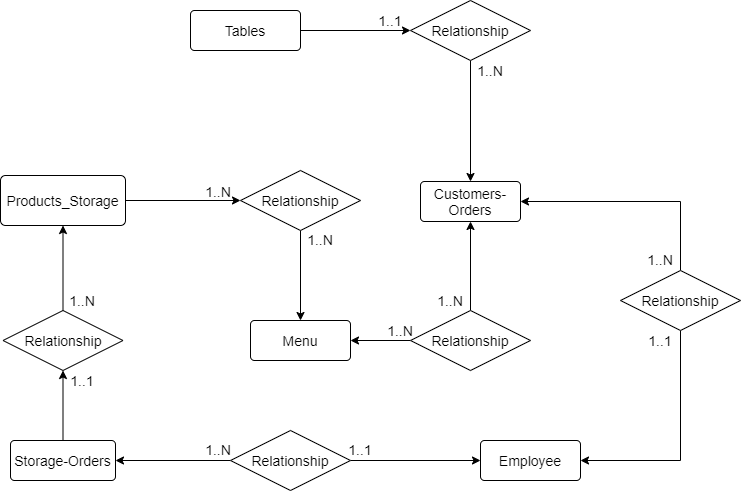 Tables
1..1
Relationship
1..N
Products_Storage
1..N
Relationship
1..N
Customers-
Orders
1..N
Relationship
1..1
1..N
Relationship
1..1
Menu
1..N
1..N
Relationship
Storage-Orders
1..N
Relationship
1..1
Employee